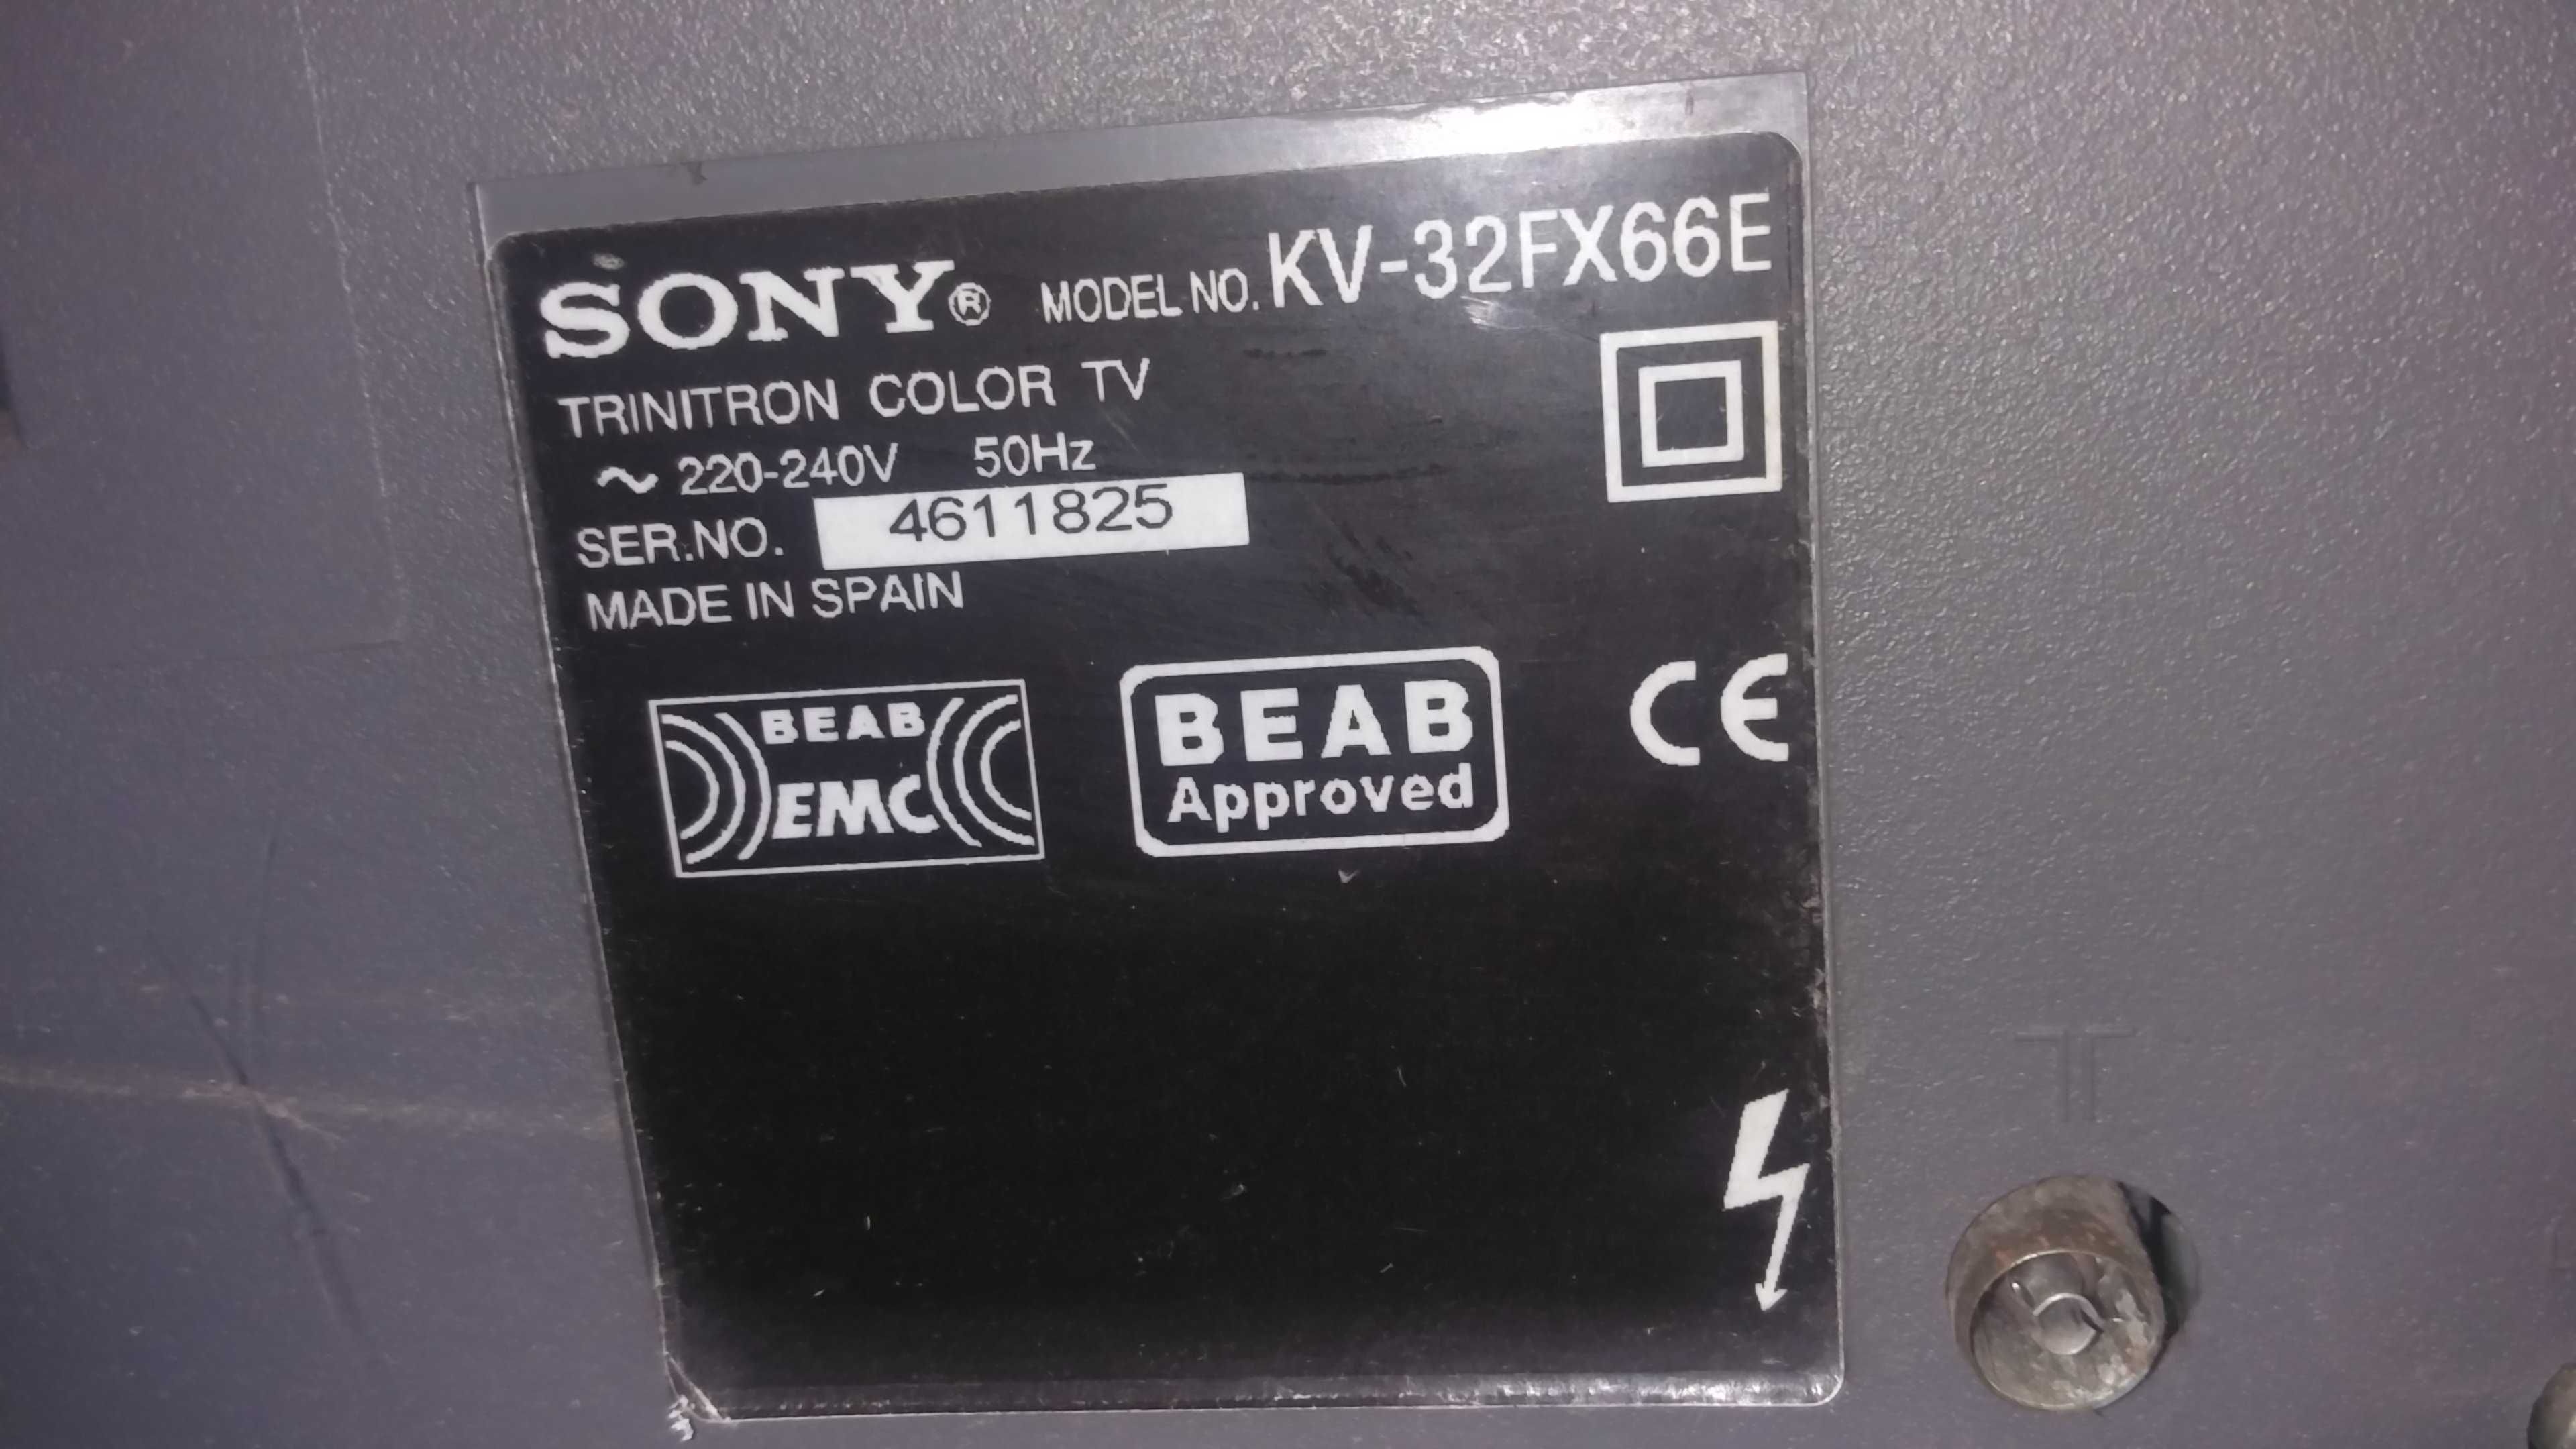 SONY® MODEL NO. KV-32FX66E
TRINITRON COLOR TV
~ 220-240V 50Hz
SER.NO. 4611825
MADE IN SPAIN
BEAB
EMC
BEAB
Approved
CE